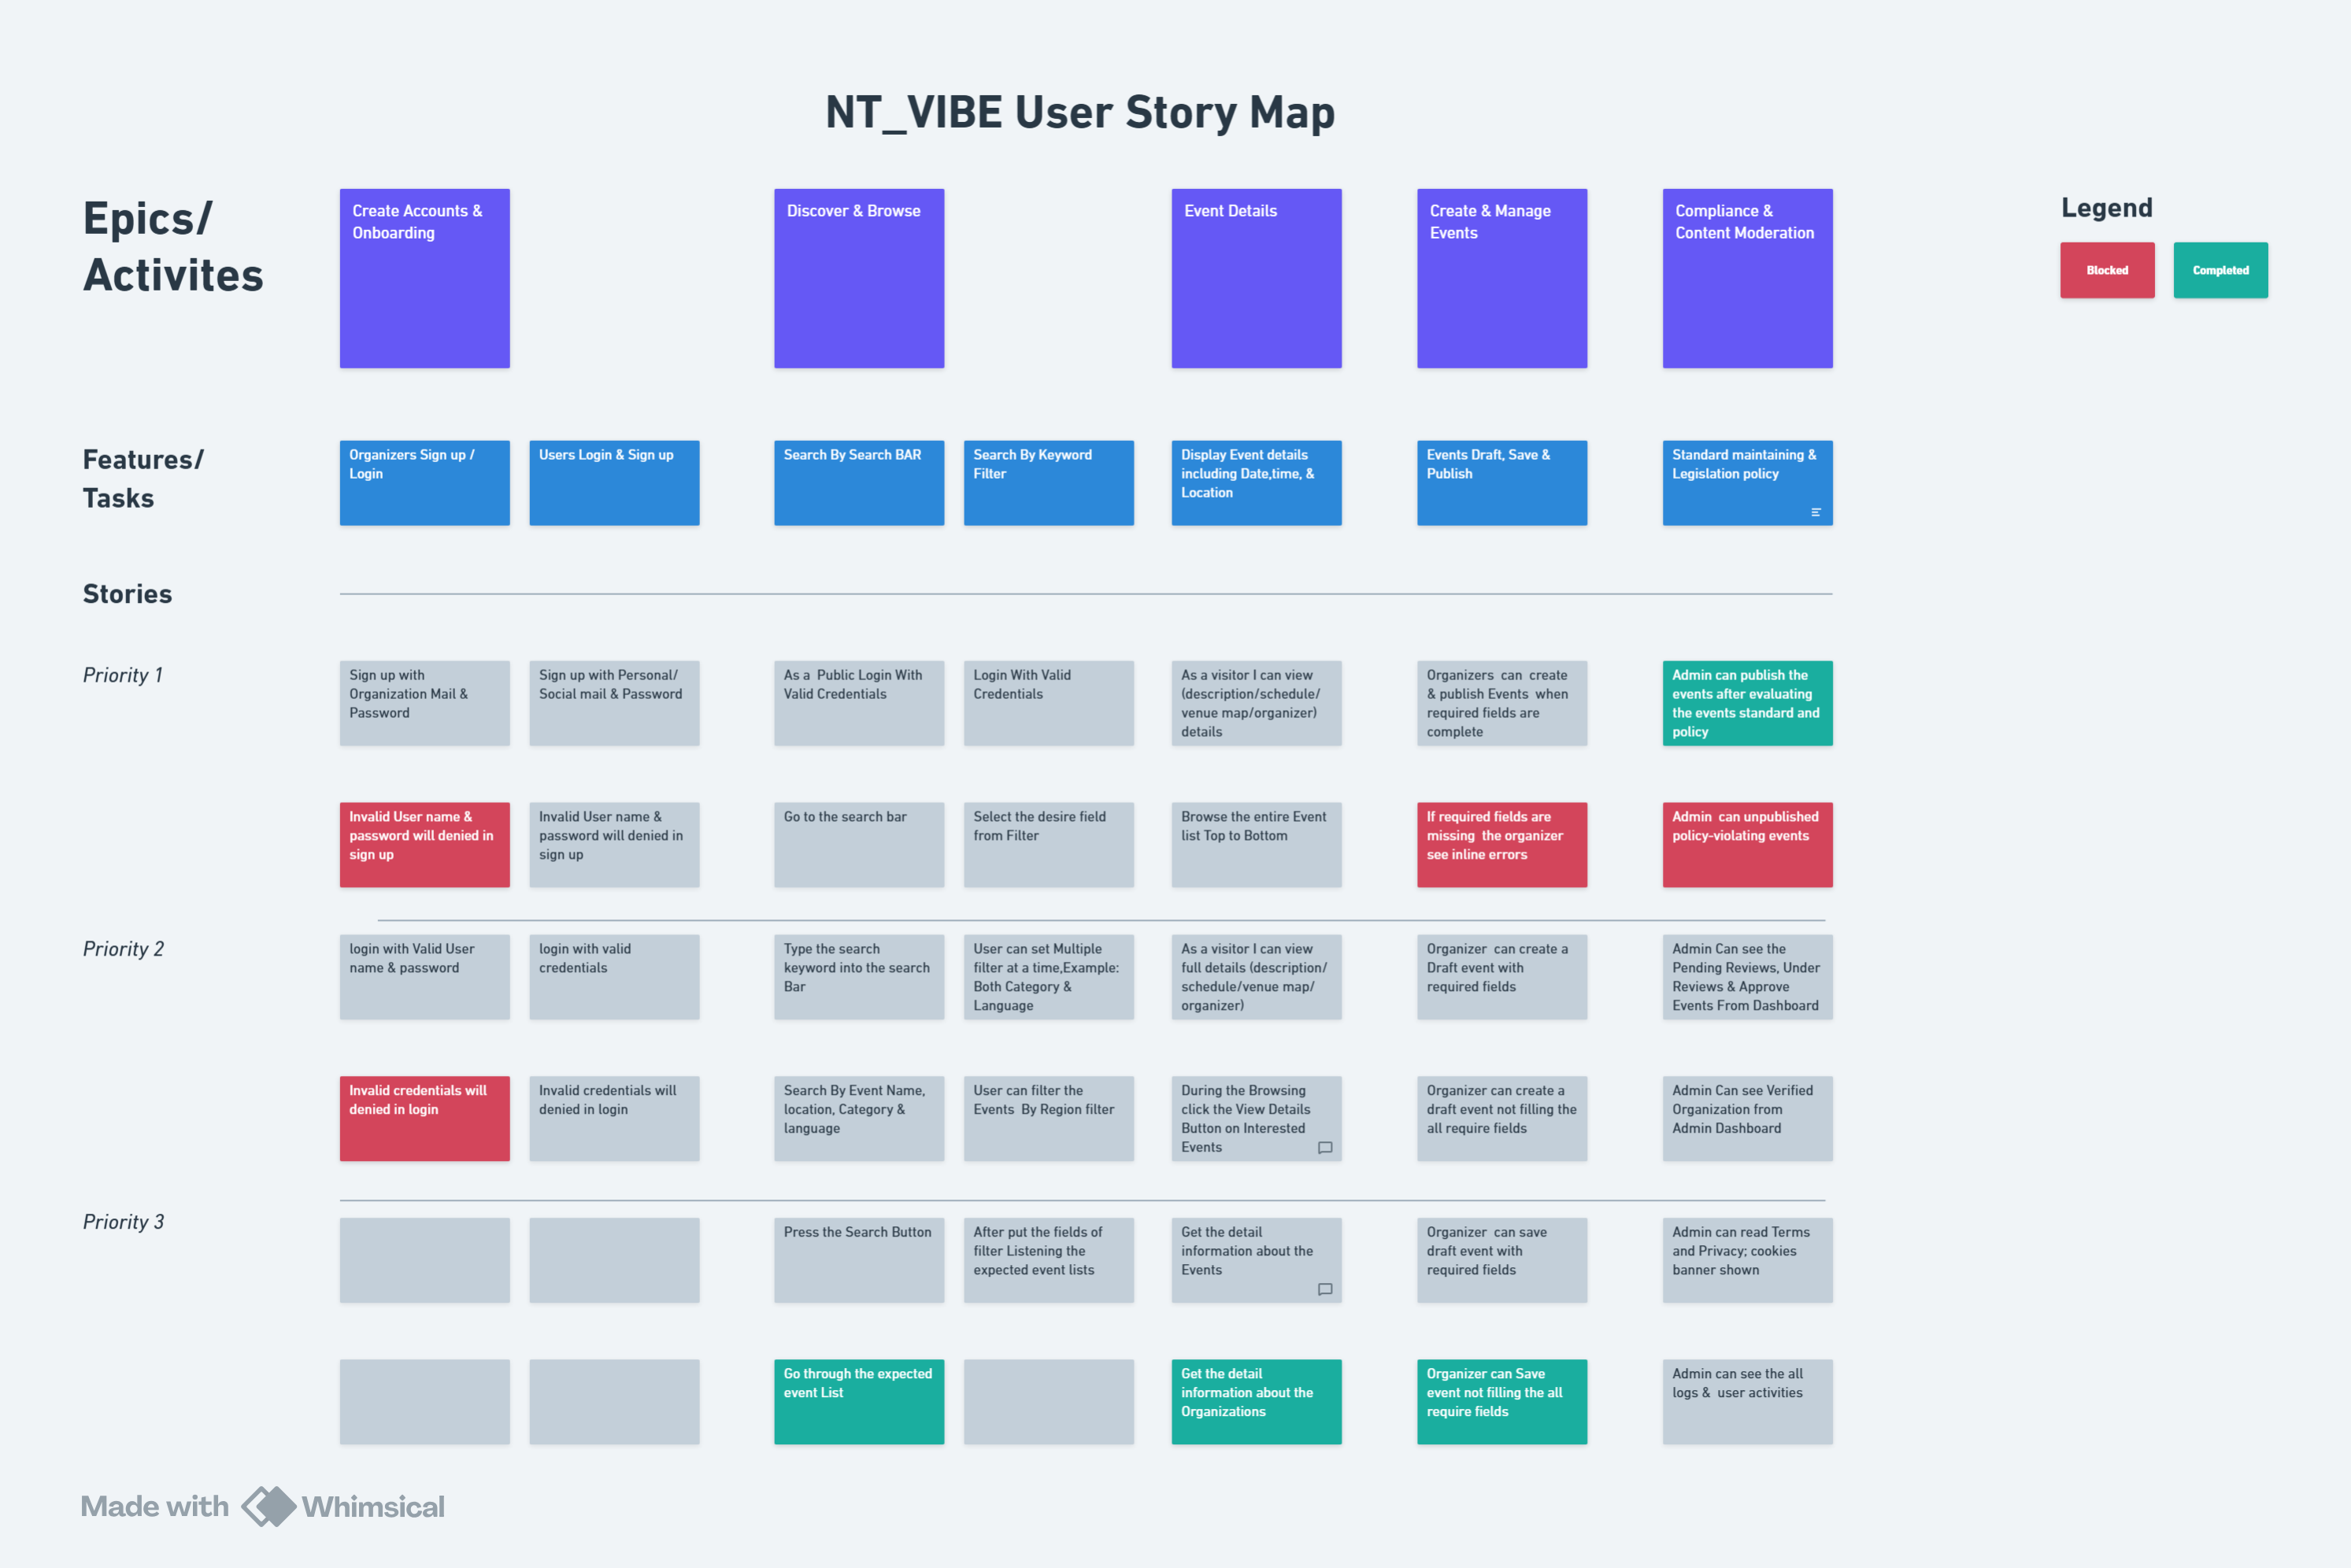 NT_VIBE User Story Map
Epics/
Activites
Create Accounts &
Onboarding
Discover & Browse
Event Details
Create & Manage
Events
Compliance &
Content Moderation
Legend
Blocked
Completed
Features/
Tasks
Organizers Sign up /
Login
Users Login & Sign up
Search By Search BAR
Search By Keyword
Filter
Display Event details
including Date,time, &
Location
Events Draft, Save &
Publish
Standard maintaining &
Legislation policy
Stories
Priority 1
Sign up with
Organization Mail &
Password
Sign up with Personal/
Social mail & Password
As a Public Login With
Valid Credentials
Login With Valid
Credentials
As a visitor I can view
(description/schedule/
venue map/organizer)
details
Organizers can create
& publish Events when
required fields are
complete
Admin can publish the
events after evaluating
the events standard and
policy
Invalid User name &
password will denied in
sign up
Invalid User name &
password will denied in
sign up
Go to the search bar
Select the desire field
from Filter
Browse the entire Event
list Top to Bottom
If required fields are
missing the organizer
see inline errors
Admin can unpublished
policy-violating events
Priority 2
login with Valid User
name & password
login with valid
credentials
Type the search
keyword into the search
Bar
User can set Multiple
filter at a time,Example:
Both Category &
Language
As a visitor I can view
full details (description/
schedule/venue map/
organizer)
Organizer can create a
Draft event with
required fields
Admin Can see the
Pending Reviews, Under
Reviews & Approve
Events From Dashboard
Invalid credentials will
denied in login
Invalid credentials will
denied in login
Search By Event Name,
location, Category &
language
User can filter the
Events By Region filter
During the Browsing
click the View Details
Button on Interested
Events
Organizer can create a
draft event not filling the
all require fields
Admin Can see Verified
Organization from
Admin Dashboard
Priority 3
Press the Search Button
After put the fields of
filter Listening the
expected event lists
Get the detail
information about the
Events
Organizer can save
draft event with
required fields
Admin can read Terms
and Privacy; cookies
banner shown
Go through the expected
event List
Get the detail
information about the
Organizations
Organizer can Save
event not filling the all
require fields
Admin can see the all
logs & user activities
Made with Whimsical